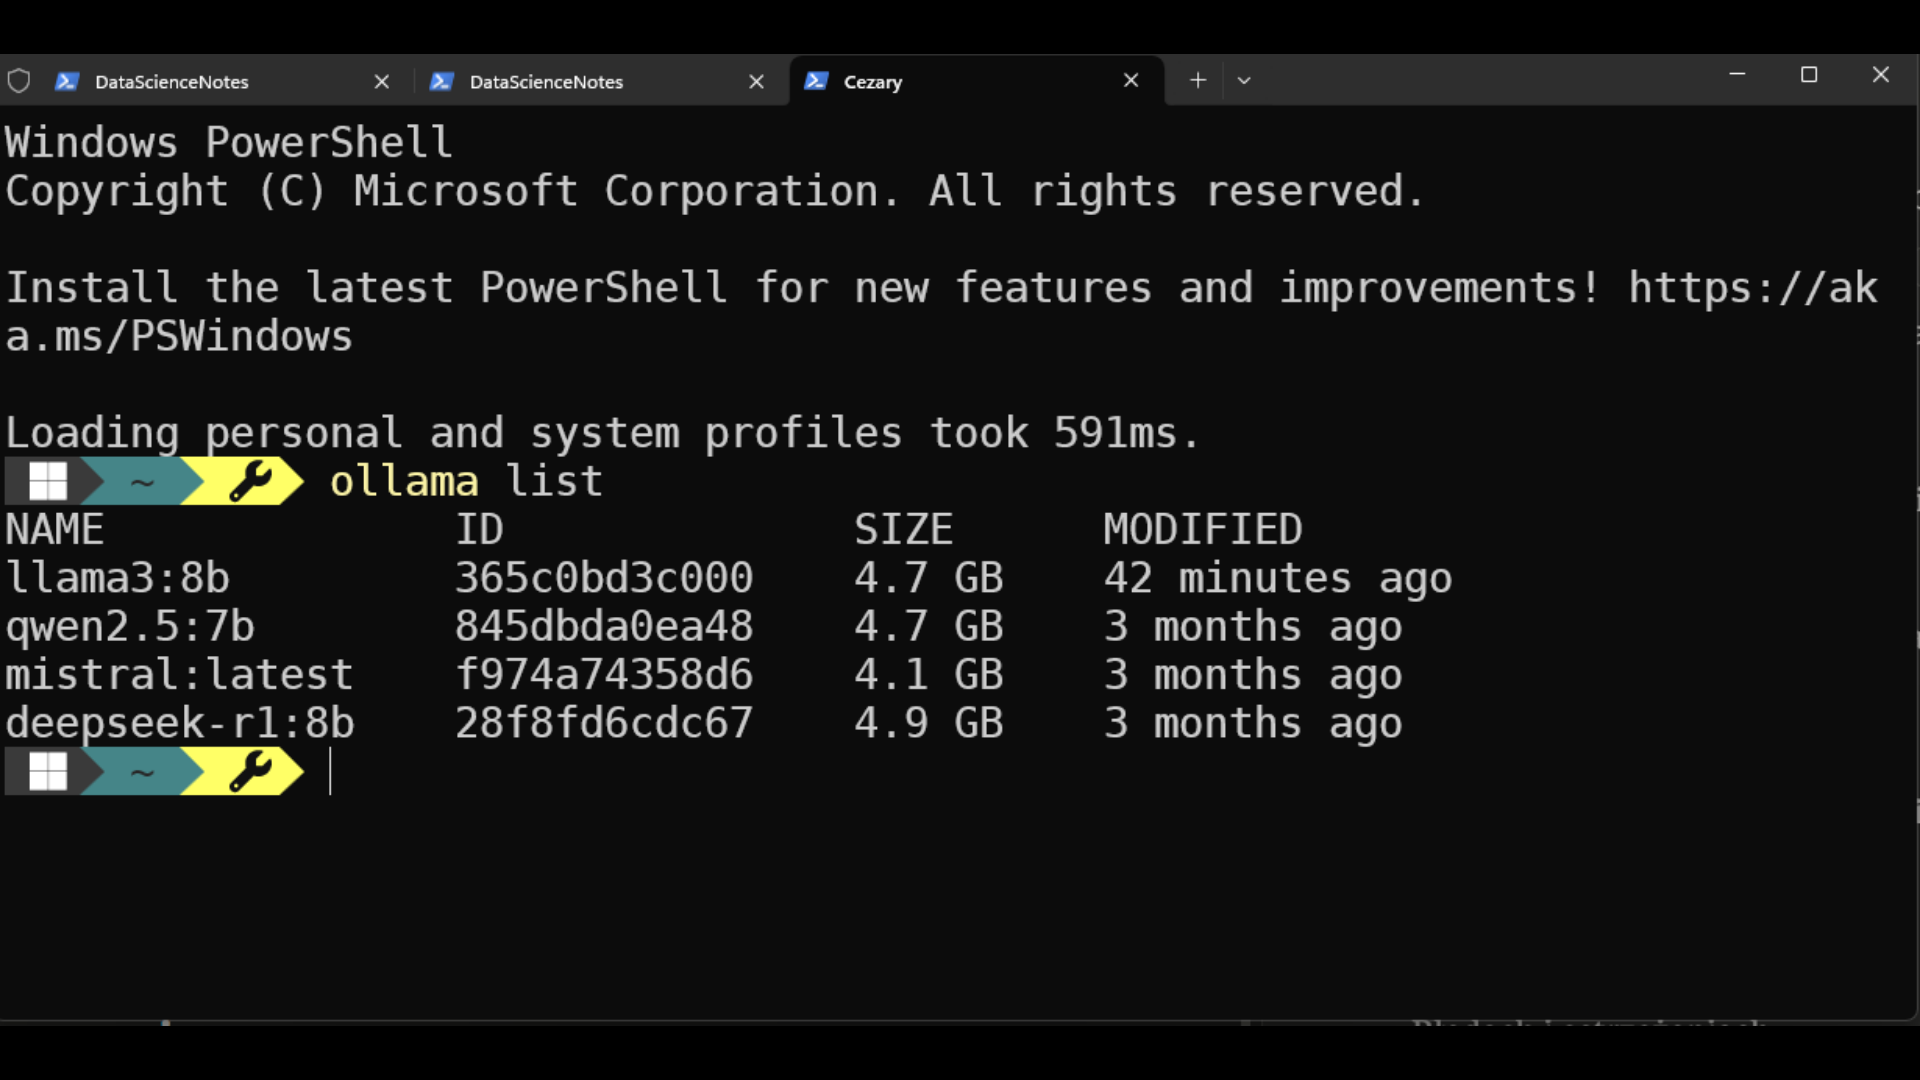 DataScienceNotes DataScienceNotes Cezary
Windows PowerShell
Copyright (C) Microsoft Corporation. All rights reserved.
Install the latest PowerShell for new features and improvements! https://ak
a.ms/PSWindows
Loading personal and system profiles took 591ms.
~ ollama list
NAME ID SIZE MODIFIED
llama3:8b 365c0bd3c000 4.7 GB 42 minutes ago
qwen2.5:7b 845dbda0ea48 4.7 GB 3 months ago
mistral:latest f974a74358d6 4.1 GB 3 months ago
deepseek-r1:8b 28f8fd6cdc67 4.9 GB 3 months ago
~